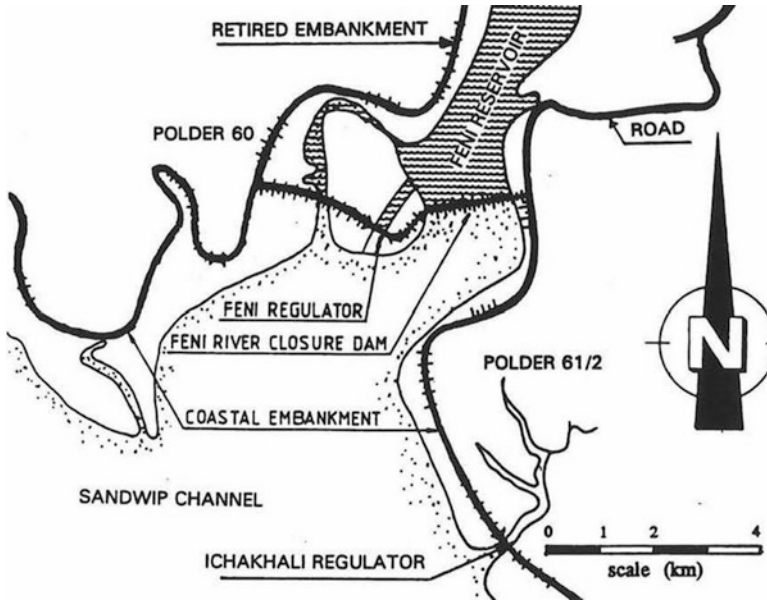 RETIRED EMBANKMENT
FENI RESERVOIR
POLDER 60
ROAD
FENI REGULATOR
FENI RIVER CLOSURE DAM
N
POLDER 61/2
COASTAL EMBANKMENT
SANDWIP CHANNEL
ICHAKHALI REGULATOR
0 1 2 4
scale (km)